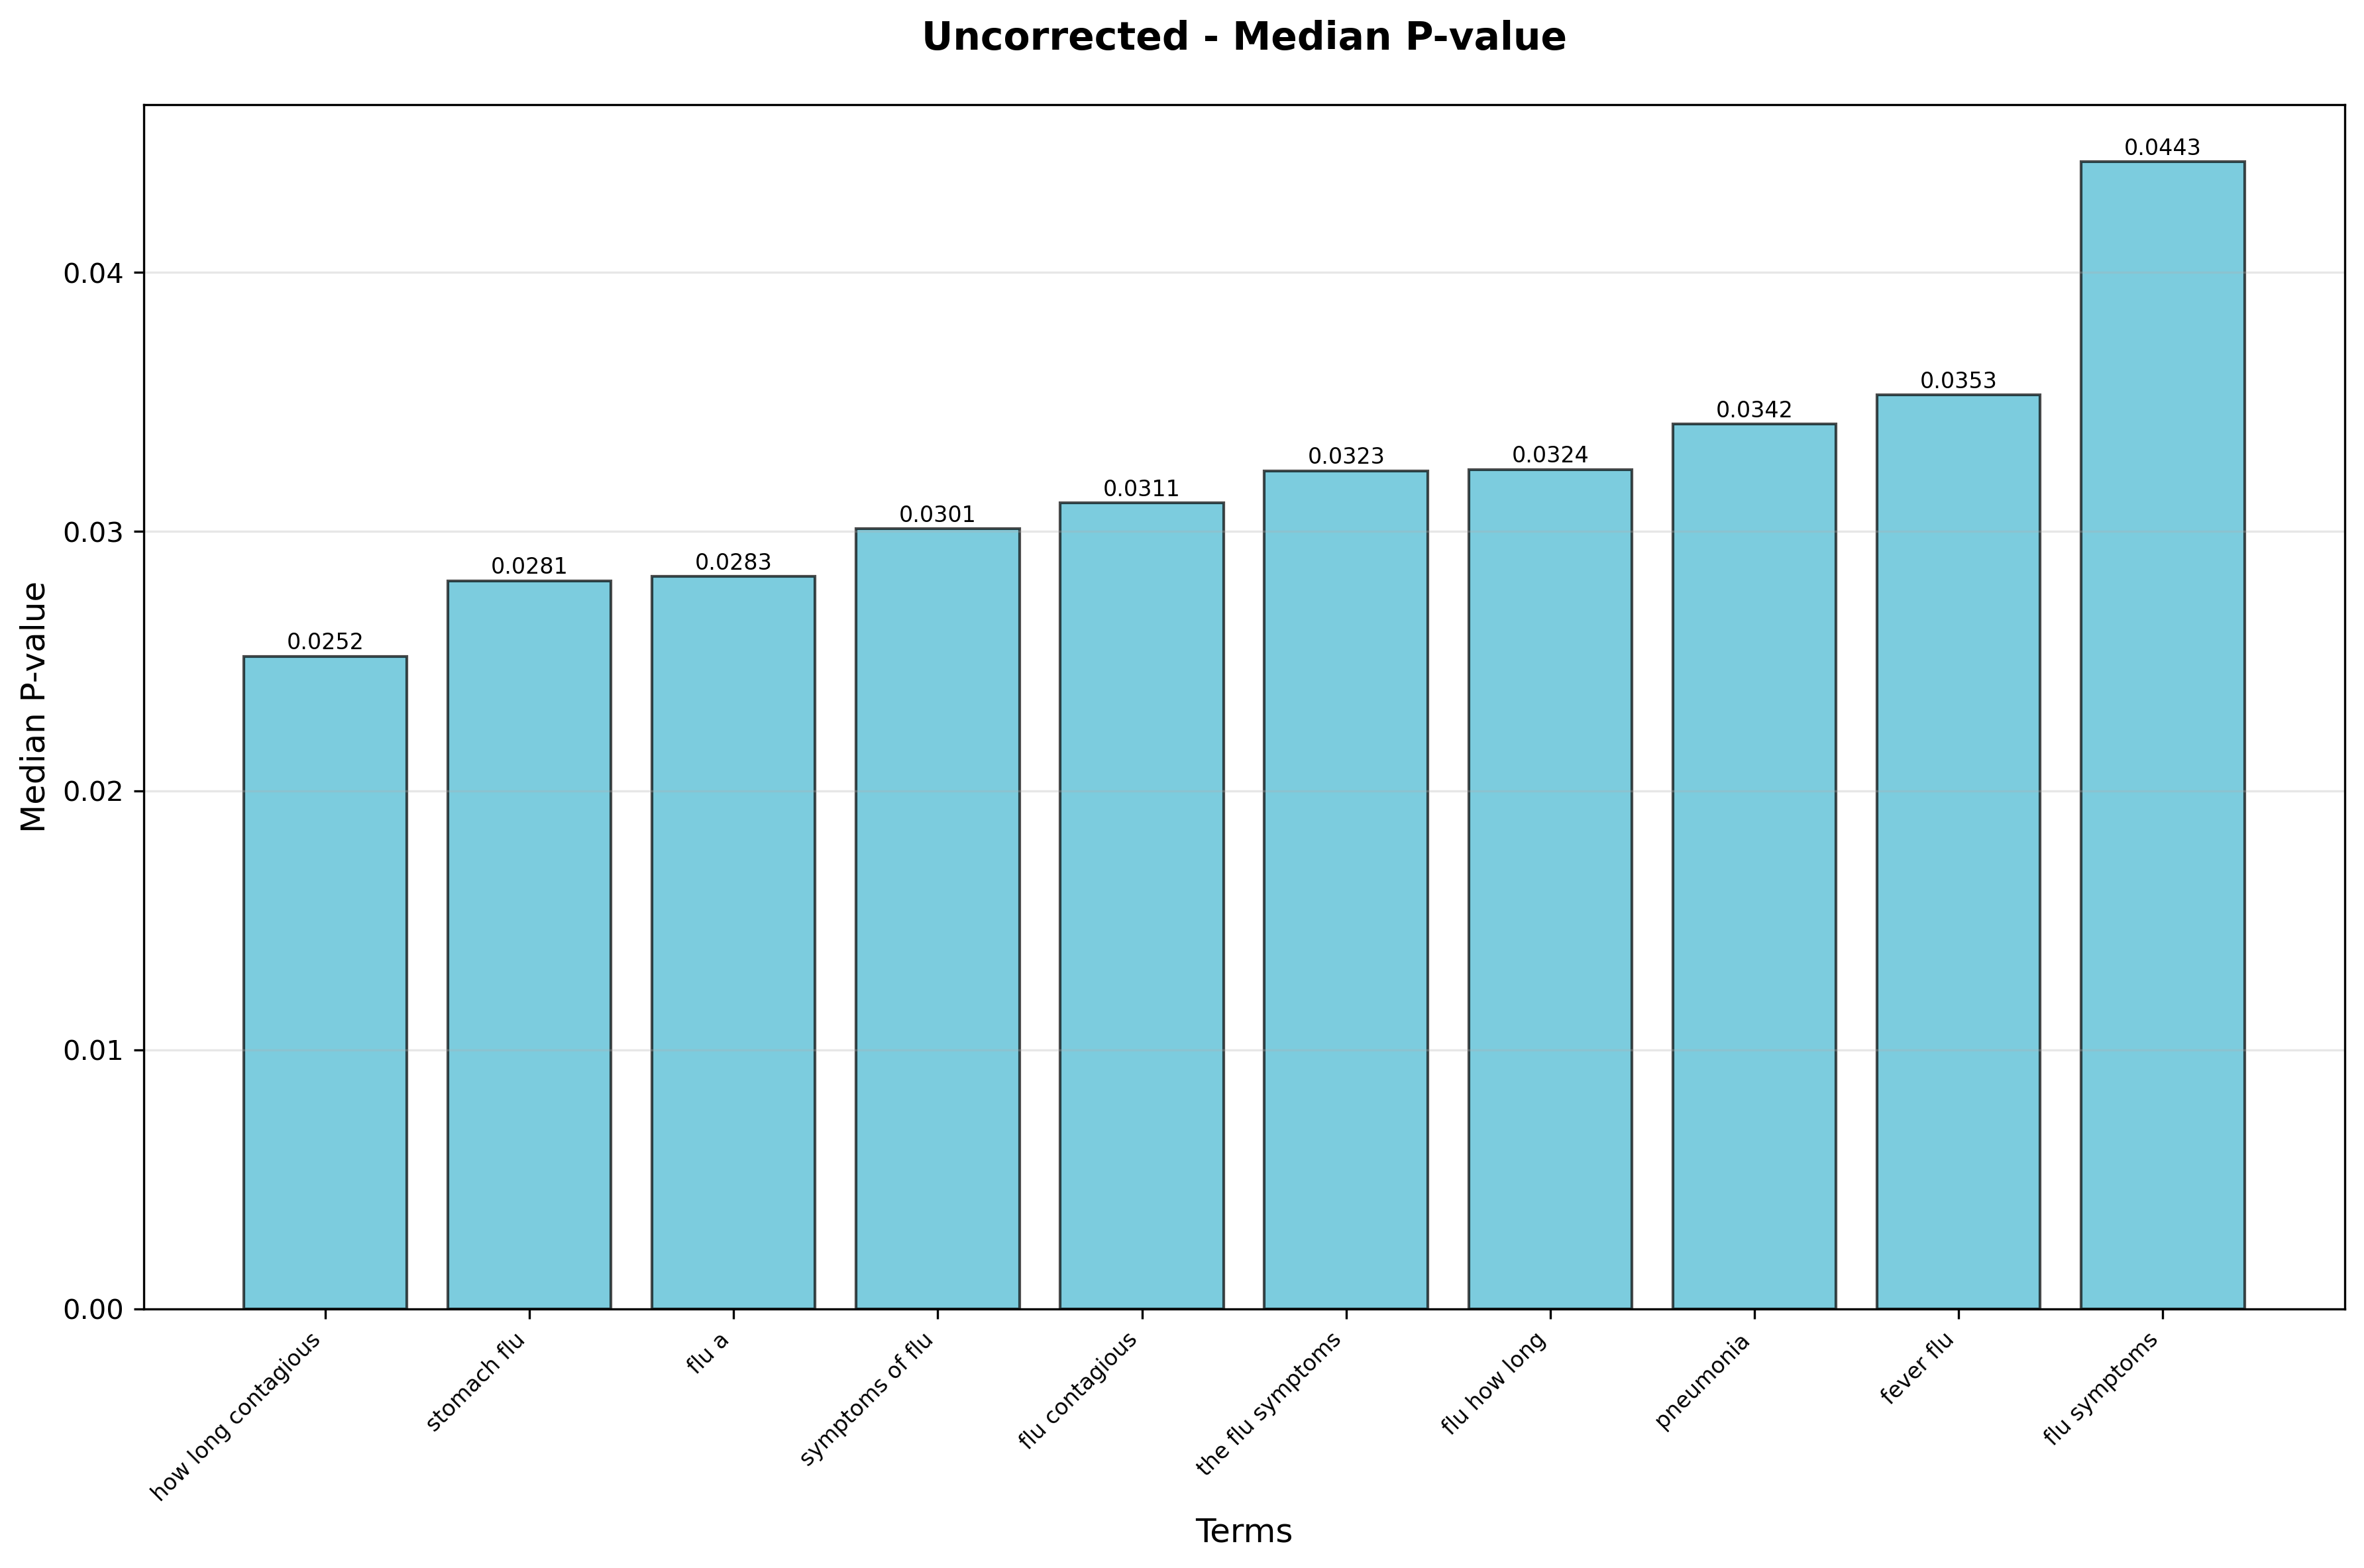 Uncorrected - Median P-value
Median P-value
0.04
0.03
0.02
0.01
0.00
0.0252
0.0281
0.0283
0.0301
0.0311
0.0323
0.0324
0.0342
0.0353
0.0443
how long contagious
stomach flu
flu a
symptoms of flu
flu contagious
the flu symptoms
flu how long
pneumonia
fever flu
flu symptoms
Terms